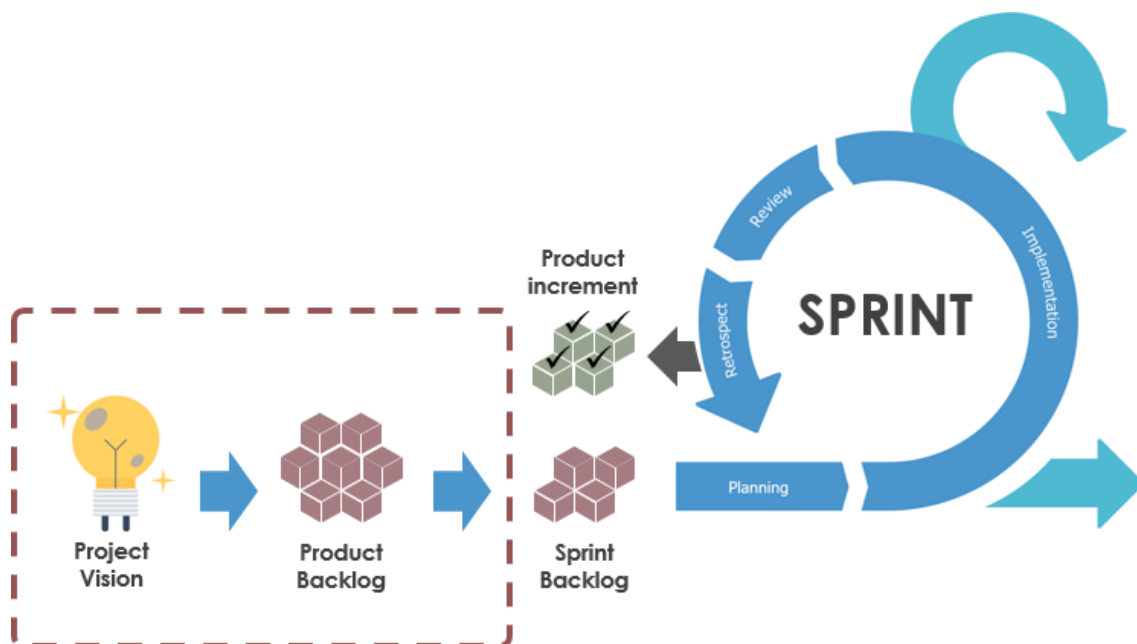 Project
Vision
Product
Backlog
Sprint
Backlog
Product
increment
Planning
Implementation
Review
Retrospect
SPRINT